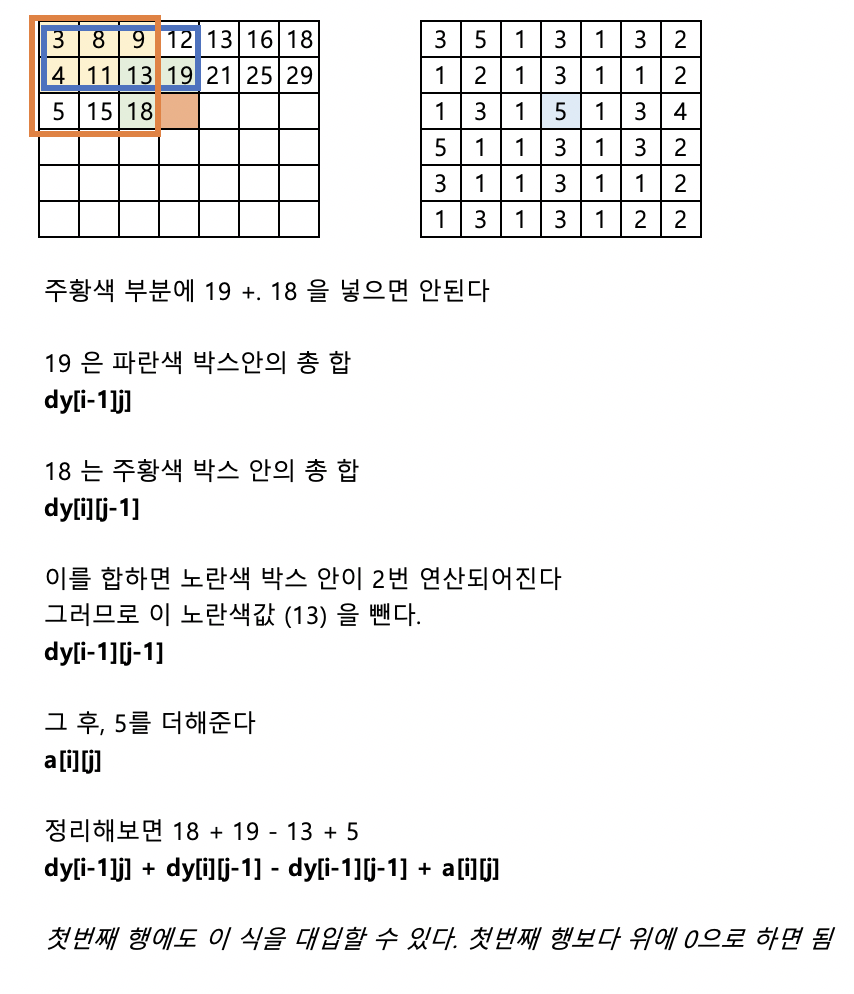 3 8 9 12 13 16 18
4 11 13 19 21 25 29
5 15 18
3 5 1 3 1 3 2
1 2 1 3 1 1 2
1 3 1 5 1 3 4
5 1 1 3 1 3 2
3 1 1 3 1 1 2
1 3 1 3 1 2 2
주황색 부분에 19 +. 18 을 넣으면 안된다
19 은 파란색 박스안의 총 합
dy[i-1]j]
18 는 주황색 박스 안의 총 합
dy[i][j-1]
이를 합하면 노란색 박스 안이 2번 연산되어진다
그러므로 이 노란색값 (13) 을 뺀다.
dy[i-1][j-1]
그 후, 5를 더해준다
a[i][j]
정리해보면 18 + 19 - 13 + 5
dy[i-1]j] + dy[i][j-1] - dy[i-1][j-1] + a[i][j]
첫번째 행에도 이 식을 대입할 수 있다. 첫번째 행보다 위에 0으로 하면 됨